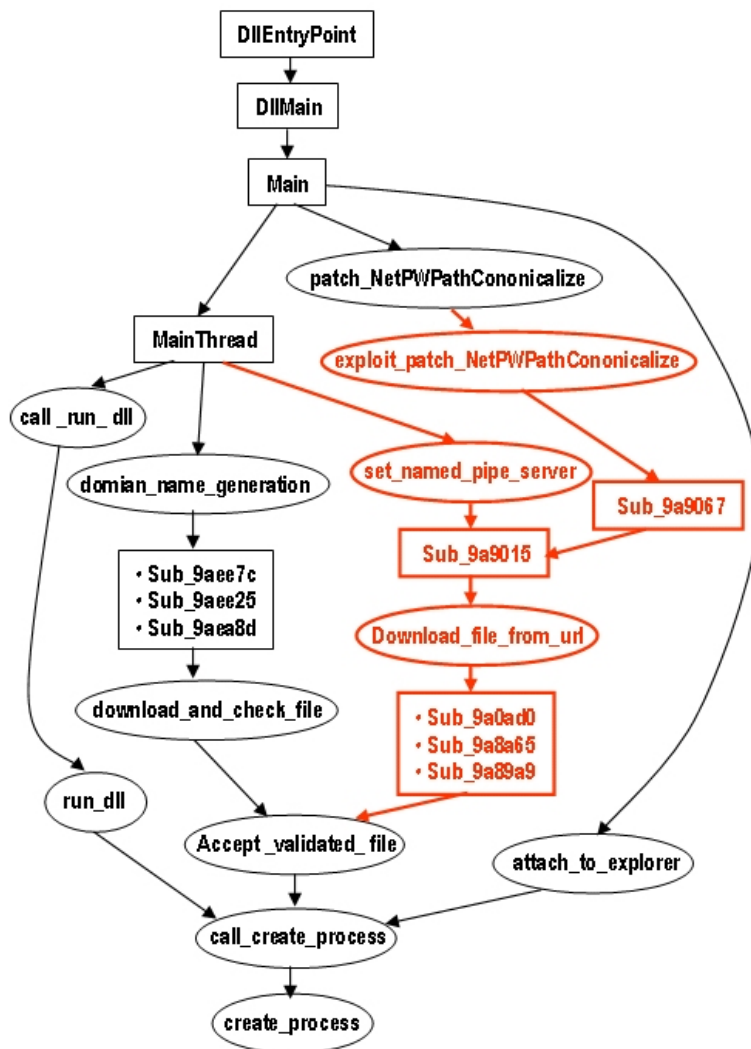 DllEntryPoint
DllMain
Main
patch_NetPWPathCononicalize
MainThread
exploit_patch_NetPWPathCononicalize
call _run_ dll
set_named_pipe_server
domian_name_generation
Sub_9a9067
Sub_9a9015
• Sub_9aee7c
• Sub_9aee25
• Sub_9aea8d
Download_file_from_url
download_and_check_file
• Sub_9a0ad0
• Sub_9a8a65
• Sub_9a89a9
run_dll
Accept _validated_ file
attach_to_explorer
call_create_process
create_process